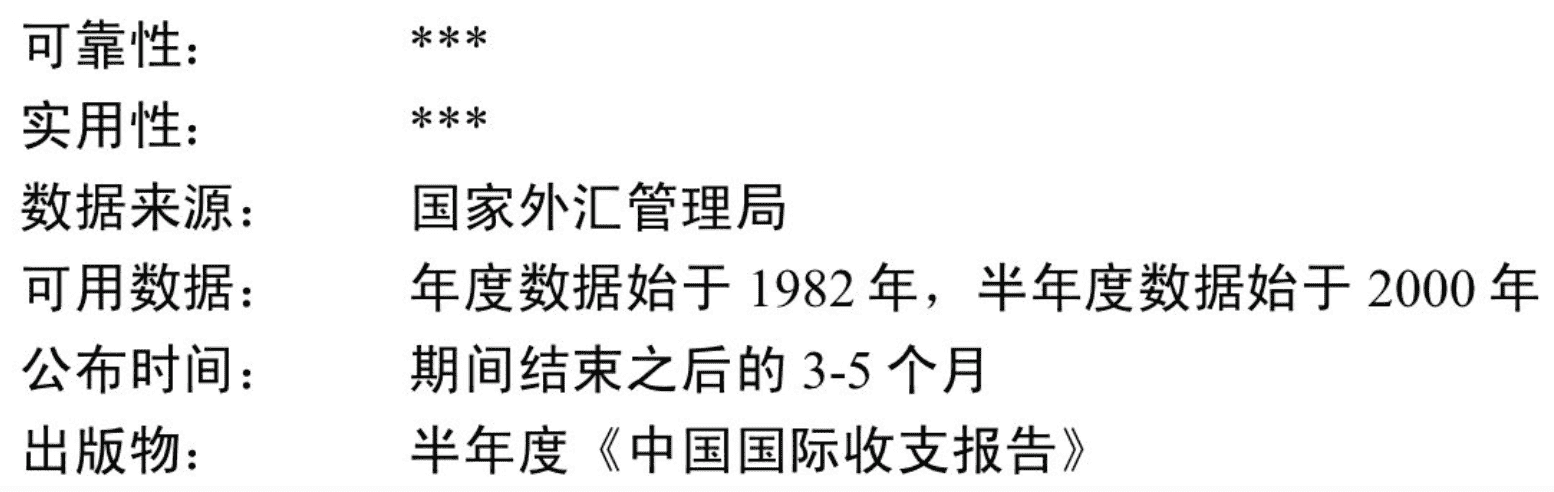 可靠性： ***
实用性： ***
数据来源： 国家外汇管理局
可用数据： 年度数据始于 1982 年，半年度数据始于 2000 年
公布时间： 期间结束之后的 3-5 个月
出版物： 半年度《中国国际收支报告》